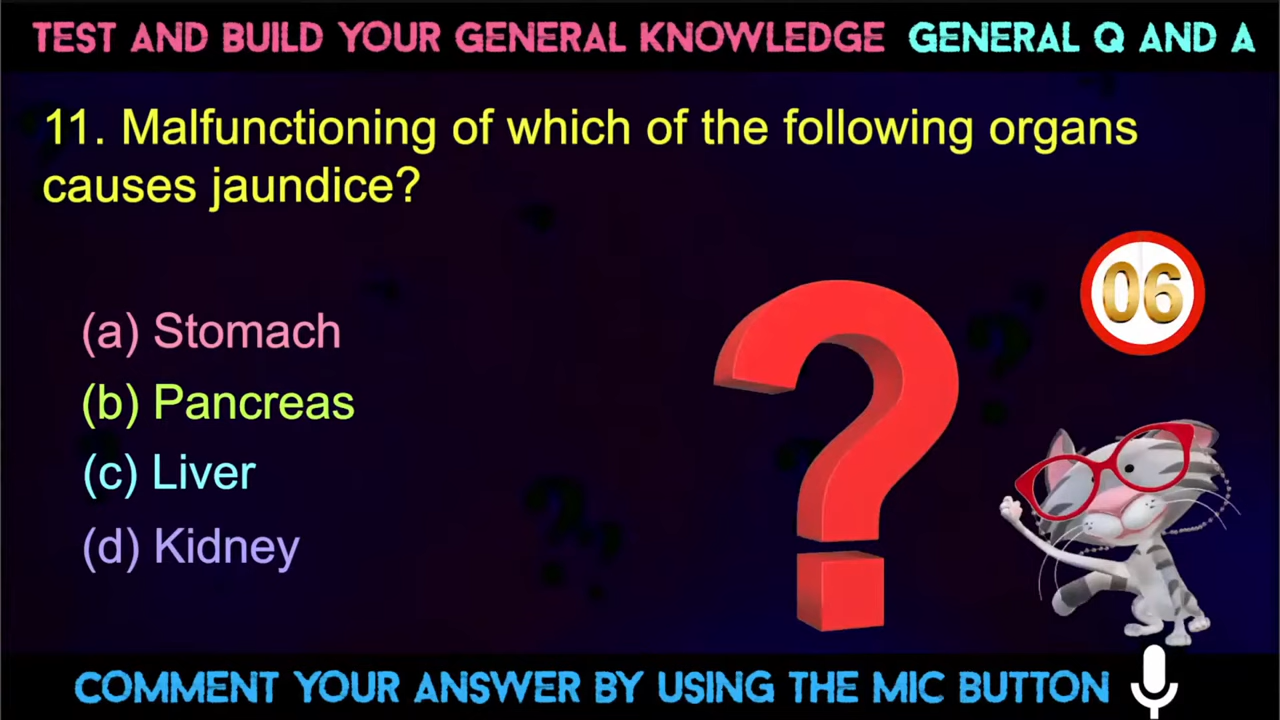 TEST AND BUILD YOUR GENERAL KNOWLEDGE GENERAL Q AND A
11. Malfunctioning of which of the following organs
causes jaundice?
06
(a) Stomach
(b) Pancreas
(c) Liver
(d) Kidney
COMMENT YOUR ANSWER BY USING THE MIC BUTTON